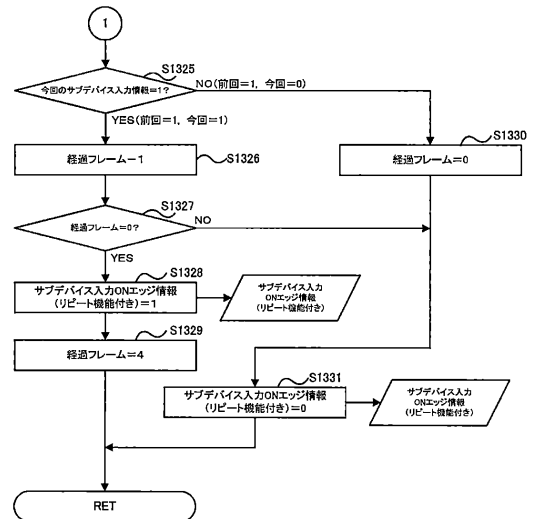 1
S1325
今回のサブデバイス入力情報=1?
NO(前回=1, 今回=0)
YES(前回=1, 今回=1)
S1330
経過フレーム-1
S1326
経過フレーム=0
S1327
経過フレーム=0?
NO
YES
S1328
サブデバイス入力ONエッジ情報
(リピート機能付き)=1
サブデバイス入力
ONエッジ情報
(リピート機能付き)
S1329
経過フレーム=4
S1331
サブデバイス入力ONエッジ情報
(リピート機能付き)=0
サブデバイス入力
ONエッジ情報
(リピート機能付き)
RET